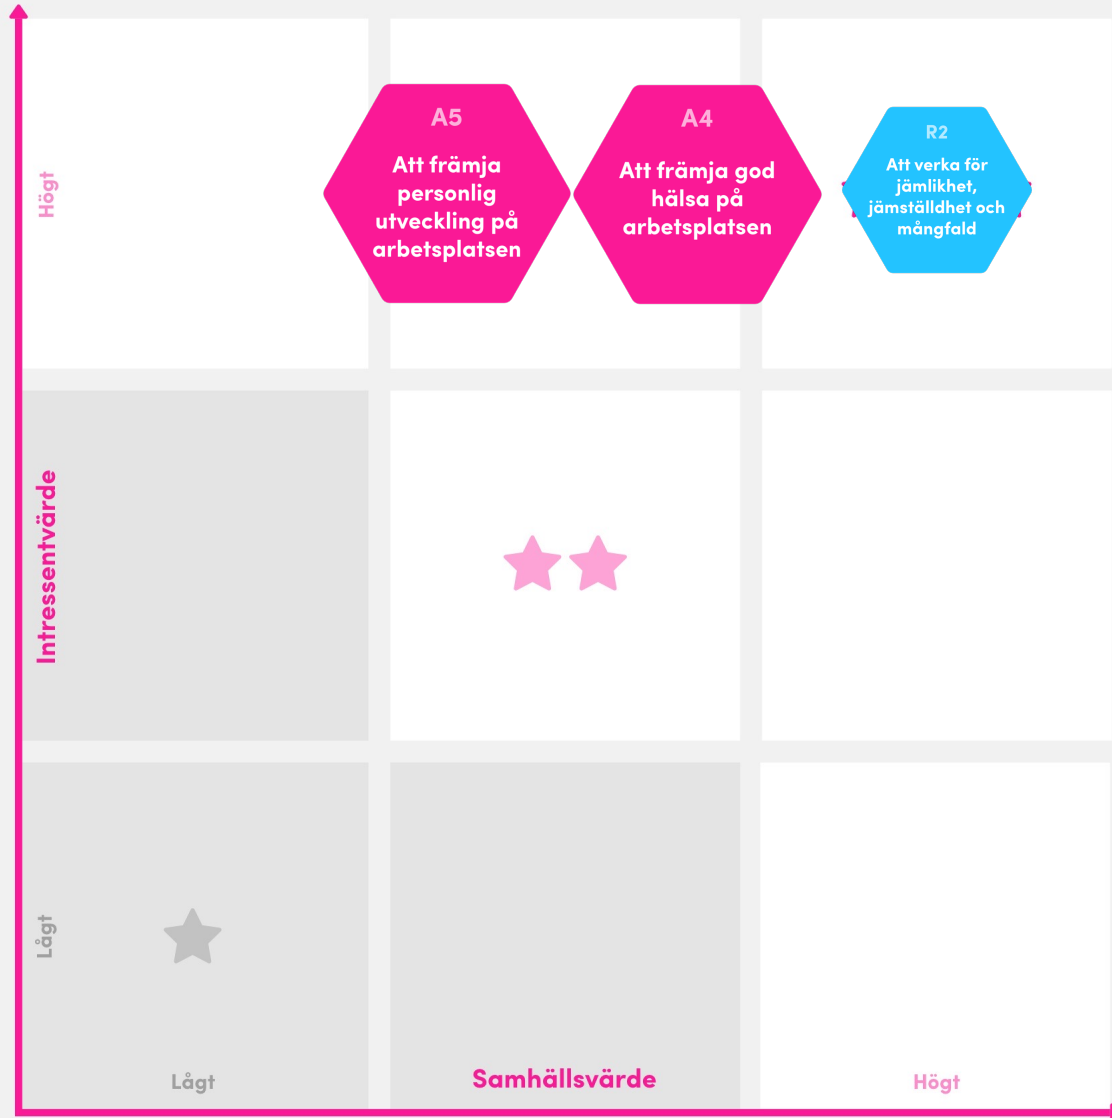 Högt
A5
Att främja
personlig
utveckling på
arbetsplatsen
A4
Att främja god
hälsa på
arbetsplatsen
R2
Att verka för
jämlikhet,
jämställdhet och
mångfald
Intressentvärde
Lågt
Lågt
Samhällsvärde
Högt